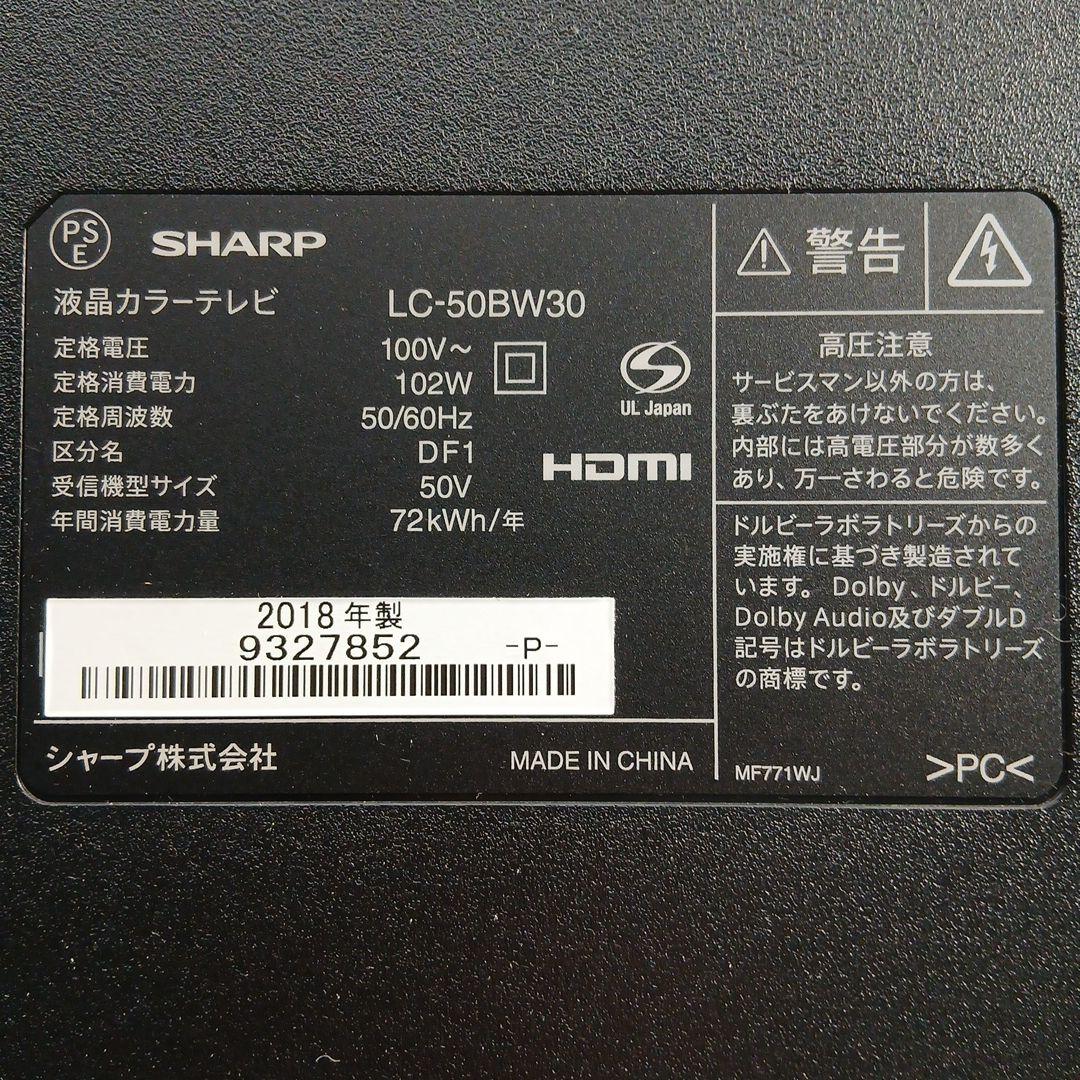 PS
E
SHARP
液晶カラーテレビ LC-50BW30
定格電圧 100V～
定格消費電力 102W
定格周波数 50/60Hz
区分名 DF1
受信機型サイズ 50V
年間消費電力量 72kWh/年
UL Japan
HDMI
2018年製
9327852 -P-
シャープ株式会社 MADE IN CHINA
警告
高圧注意
サービスマン以外の方は、
裏ぶたをあけないでください。
内部には高電圧部分が数多く
あり、万一さわると危険です。
ドルビーラボラトリーズからの
実施権に基づき製造されて
います。Dolby、ドルビー、
Dolby Audio及びダブルD
記号はドルビーラボラトリーズ
の商標です。
MF771WJ >PC<